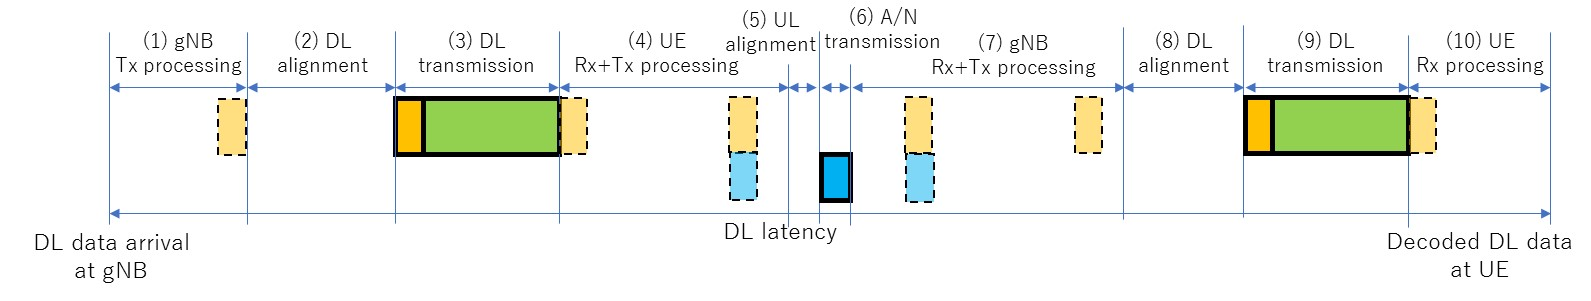 (1) gNB
Tx processing
(2) DL
alignment
(3) DL
transmission
(4) UE
Rx+Tx processing
(5) UL
alignment
(6) A/N
transmission
(7) gNB
Rx+Tx processing
(8) DL
alignment
(9) DL
transmission
(10) UE
Rx processing
DL data arrival
at gNB
DL latency
Decoded DL data
at UE